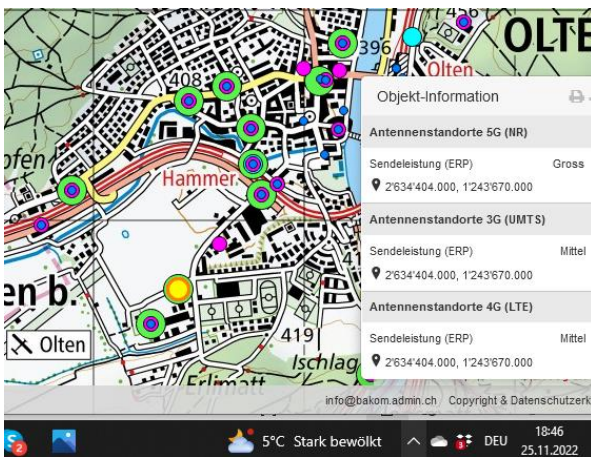 OLTE
456
396
Olten
408
Objekt-Information
Antennenstandorte 5G (NR)
Sendeleistung (ERP) Gross
2'634'404.000, 1'243'670.000
Hammer
Antennenstandorte 3G (UMTS)
Sendeleistung (ERP) Mittel
2'634'404.000, 1'243'670.000
en b.
Antennenstandorte 4G (LTE)
Sendeleistung (ERP) Mittel
2'634'404.000, 1'243'670.000
Olten
419
Ischlag
Erlimatt
info@bakom.admin.ch Copyright & Datenschutzerk
2
5°C Stark bewölkt DEU 18:46
25.11.2022